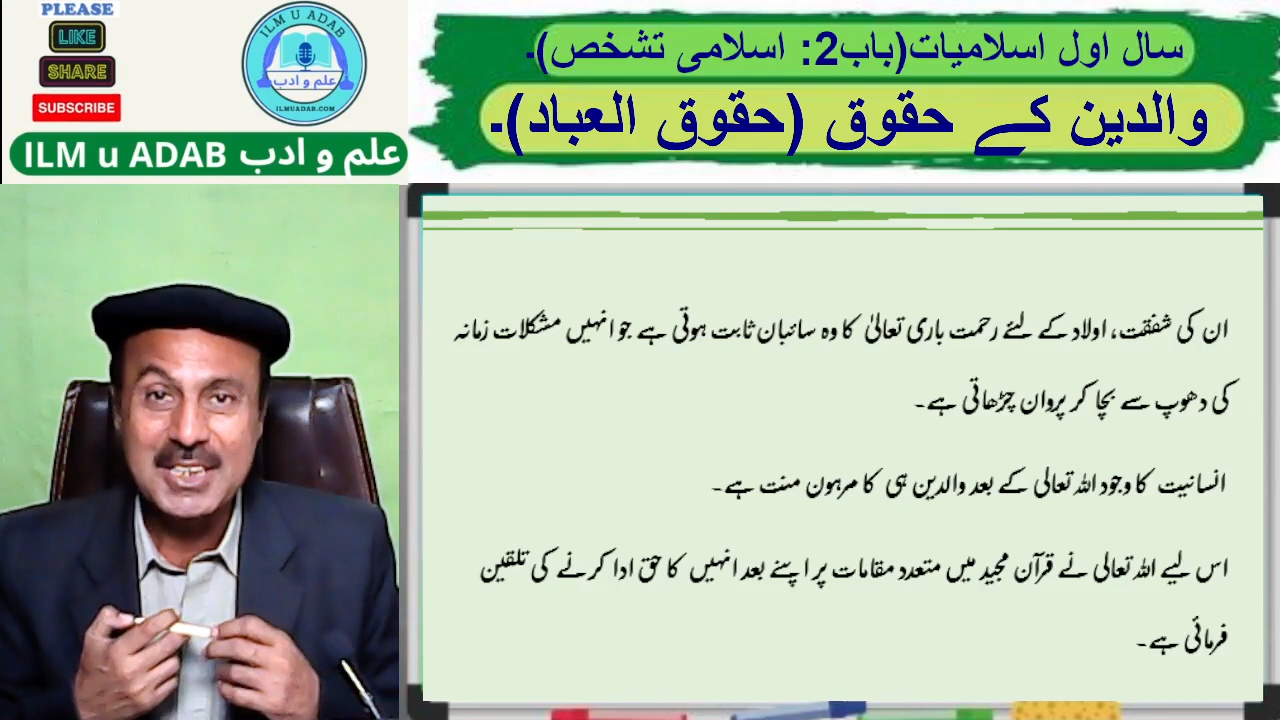 PLEASE
LIKE
SHARE
SUBSCRIBE
ILM U ADAB
علم و ادب
ILMUADAB.COM
ILM u ADAB علم و ادب
سال اول اسلامیات(باب2: اسلامی تشخص)۔
والدین کے حقوق (حقوق العباد)۔
ان کی شفقت، اولاد کے لئے رحمت باری تعالیٰ کا وہ سائبان ثابت ہوتی ہے جو انہیں مشکلات زمانہ
کی دھوپ سے بچا کر پروان چڑھاتی ہے۔
انسانیت کا وجود اللہ تعالی کے بعد والدین ہی کا مرہون منت ہے۔
اس لیے اللہ تعالی نے قرآن مجید میں متعدد مقامات پر اپنے بعد انہیں کا حق ادا کرنے کی تلقین
فرمائی ہے۔